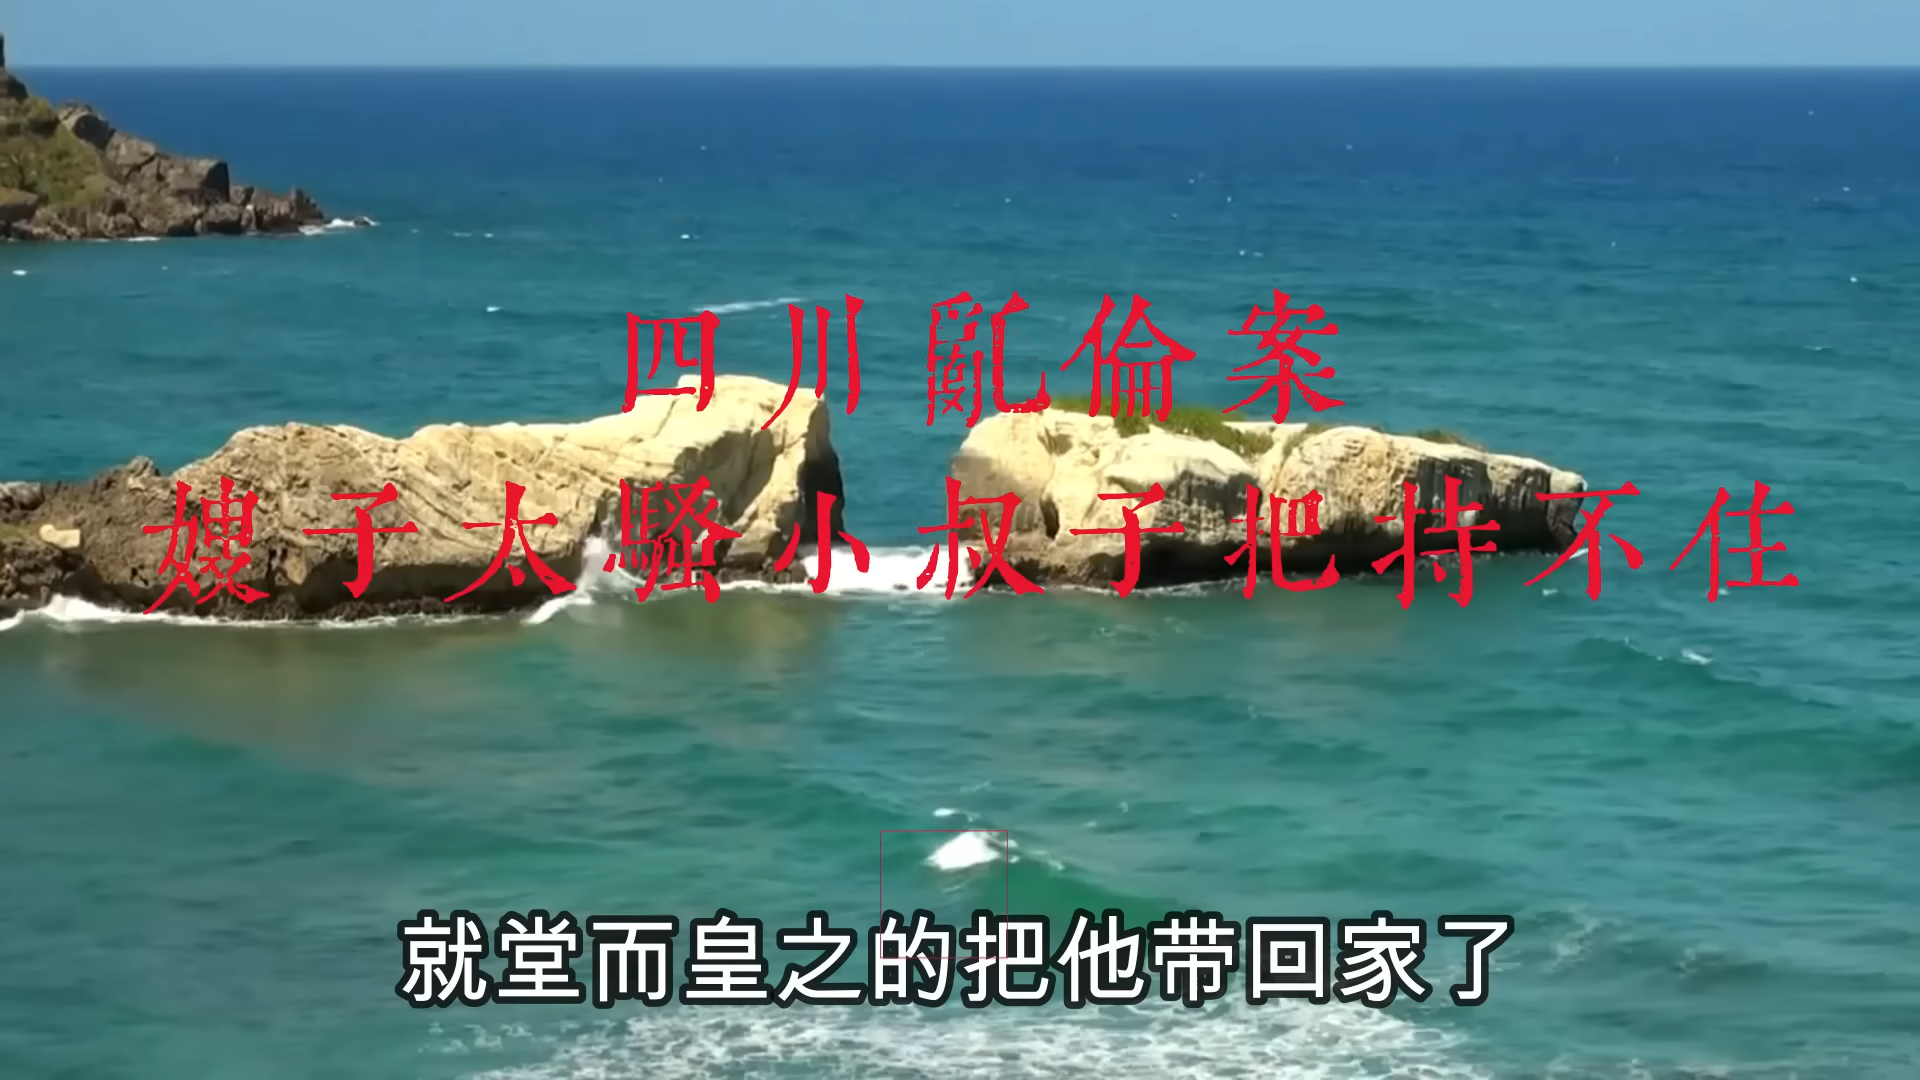 四川亂倫案
嫂子太騷小叔子把持不住
就堂而皇之的把他带回家了